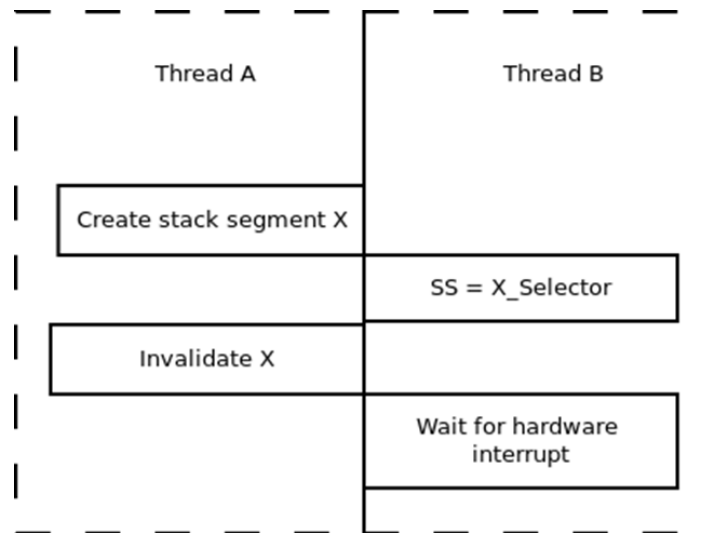 Thread A
Thread B
Create stack segment X
SS = X_Selector
Invalidate X
Wait for hardware
interrupt